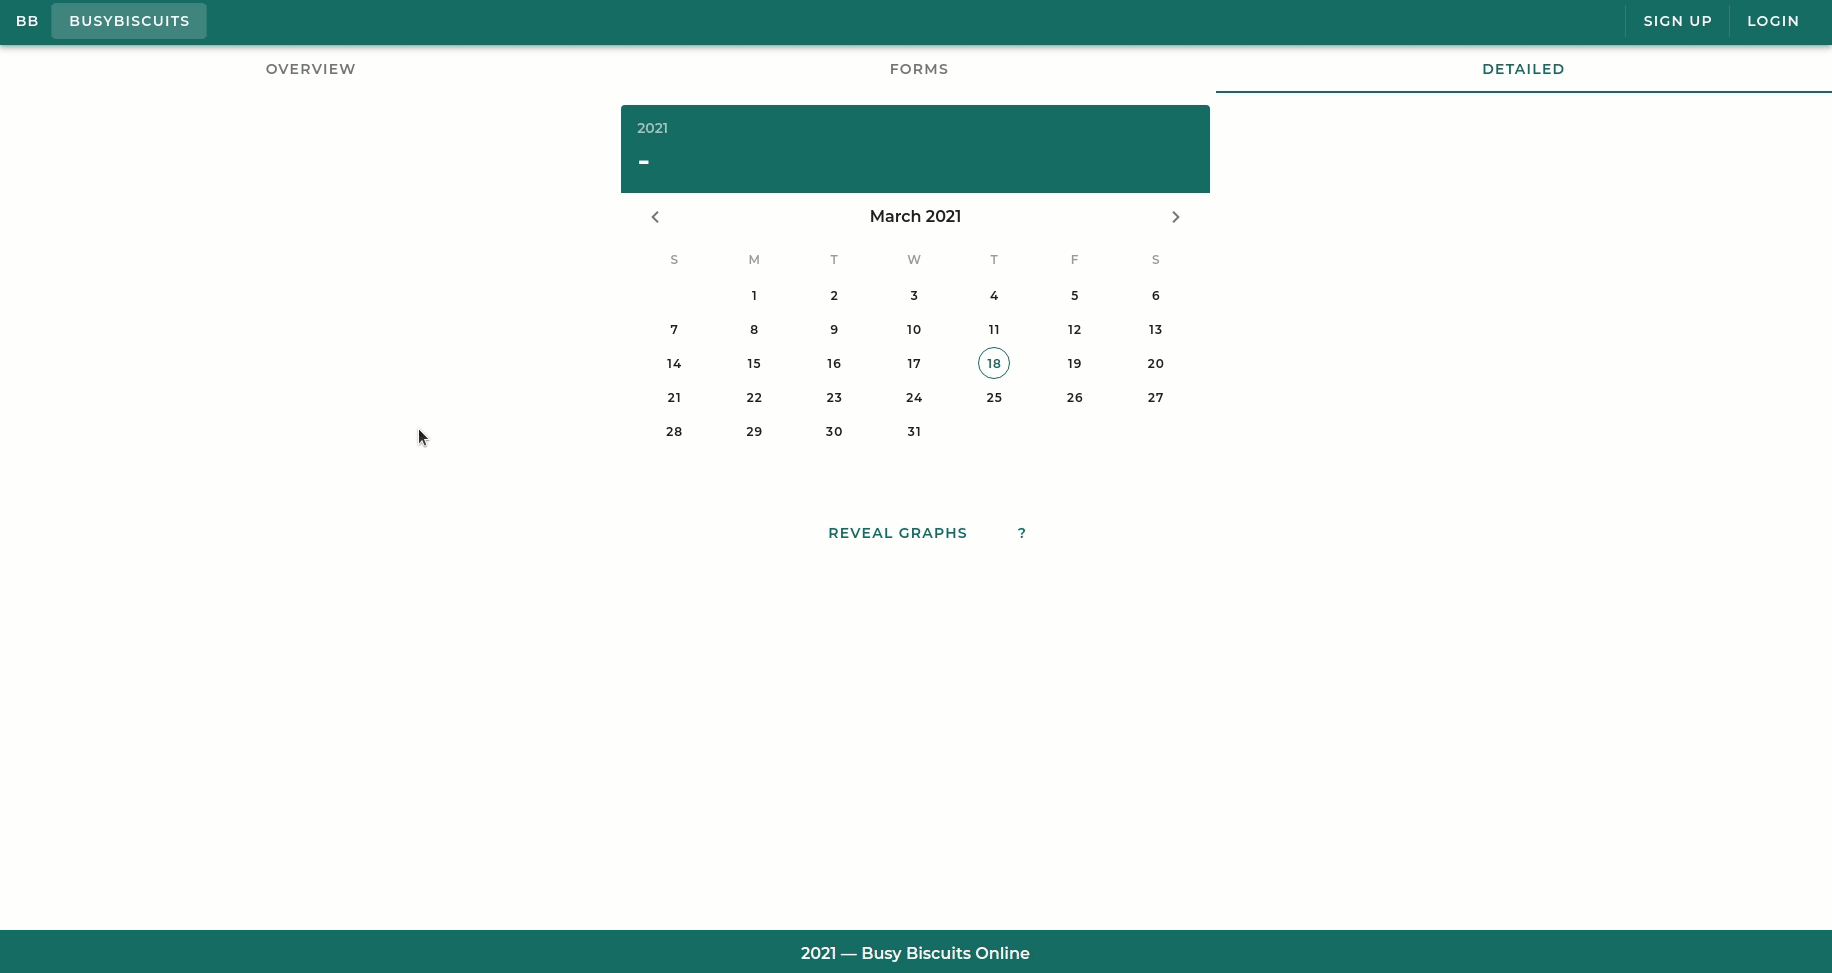 BB BUSYBISCUITS SIGN UP LOGIN
OVERVIEW FORMS DETAILED
2021
-
March 2021
S M T W T F S
1 2 3 4 5 6
7 8 9 10 11 12 13
14 15 16 17 18 19 20
21 22 23 24 25 26 27
28 29 30 31
REVEAL GRAPHS ?
2021 — Busy Biscuits Online